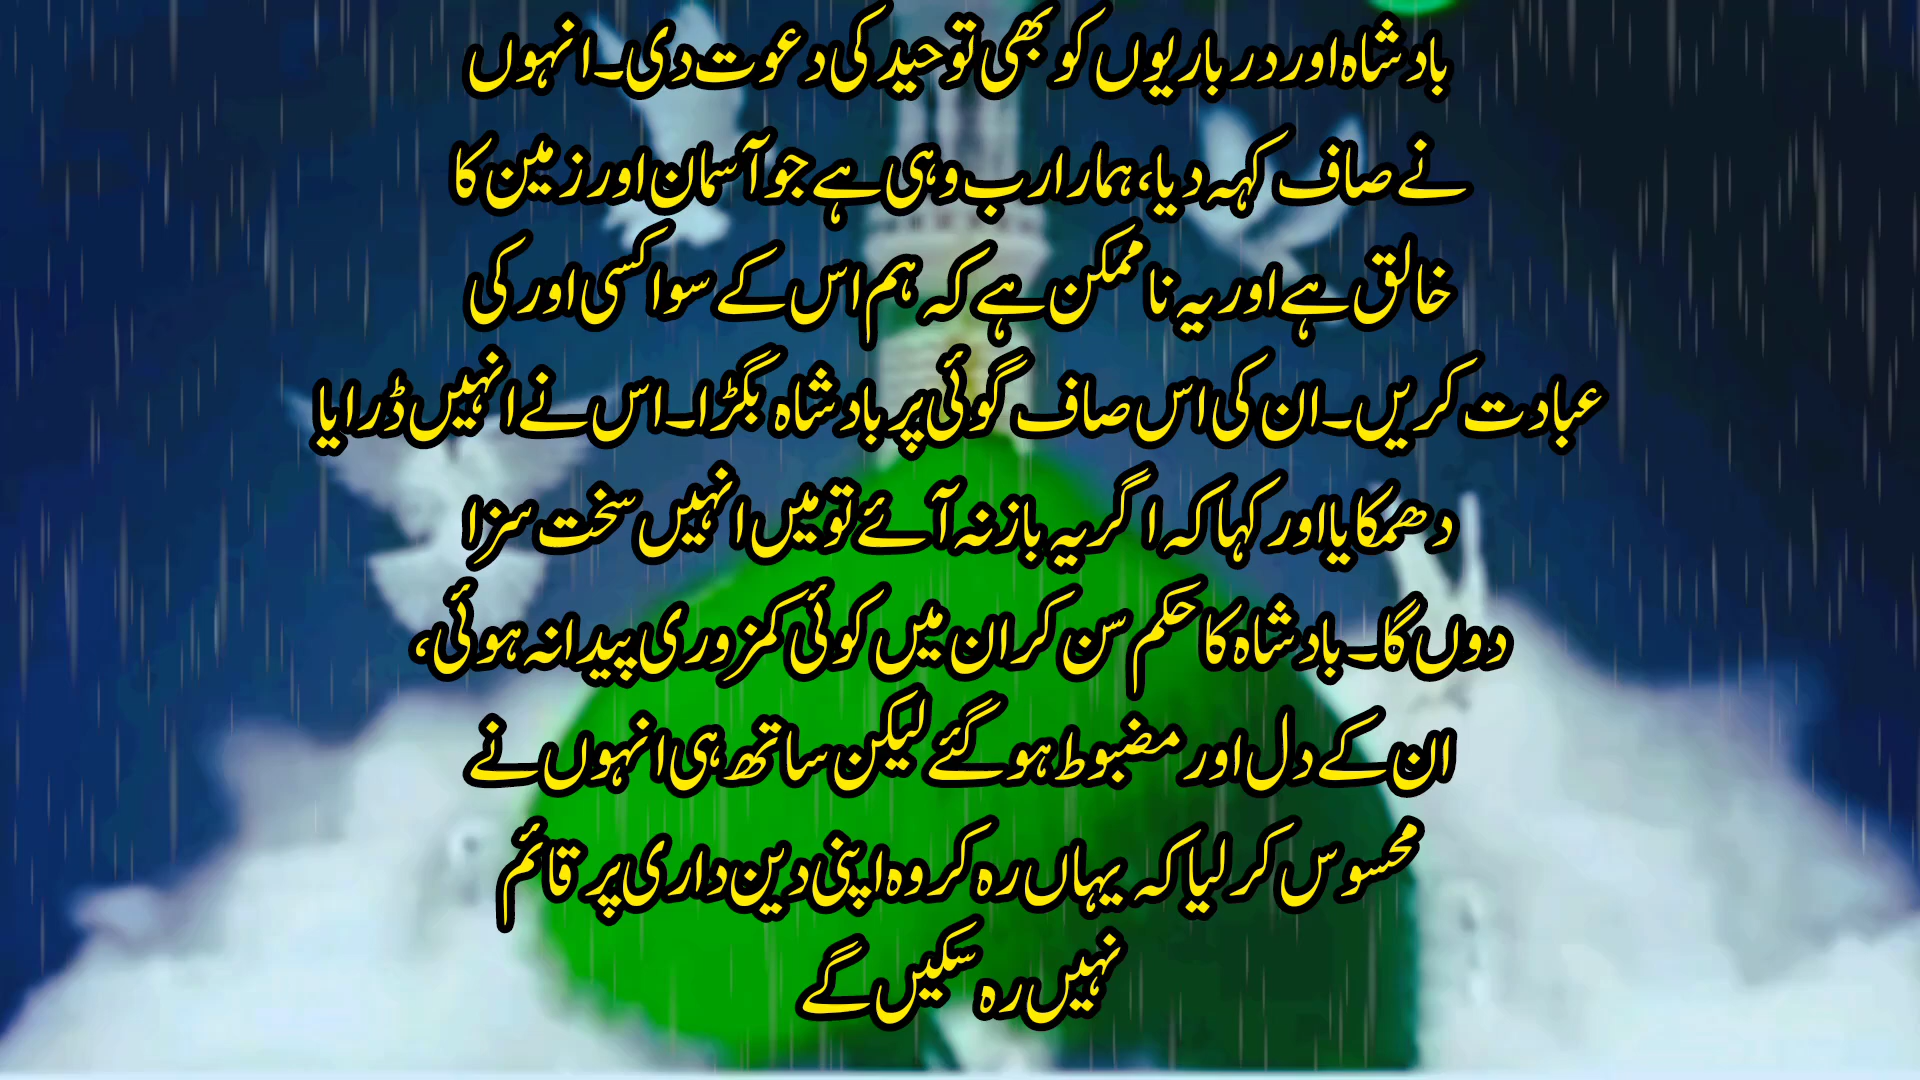 بادشاہ اور درباریوں کو بھی توحید کی دعوت دی۔ انہوں
نے صاف کہہ دیا، ہمارا رب وہی ہے جو آسمان اور زمین کا
خالق ہے اور یہ ناممکن ہے کہ ہم اس کے سوا کسی اور کی
عبادت کریں۔ ان کی اس صاف گوئی پر بادشاہ بگڑا۔ اس نے انہیں ڈرایا
دھمکایا اور کہا کہ اگر یہ باز نہ آئے تو میں انہیں سخت سزا
دوں گا۔ بادشاہ کا حکم سن کر ان میں کوئی کمزوری پیدا نہ ہوئی،
ان کے دل اور مضبوط ہو گئے لیکن ساتھ ہی انہوں نے
محسوس کر لیا کہ یہاں رہ کر وہ اپنی دین داری پر قائم
نہیں رہ سکیں گے